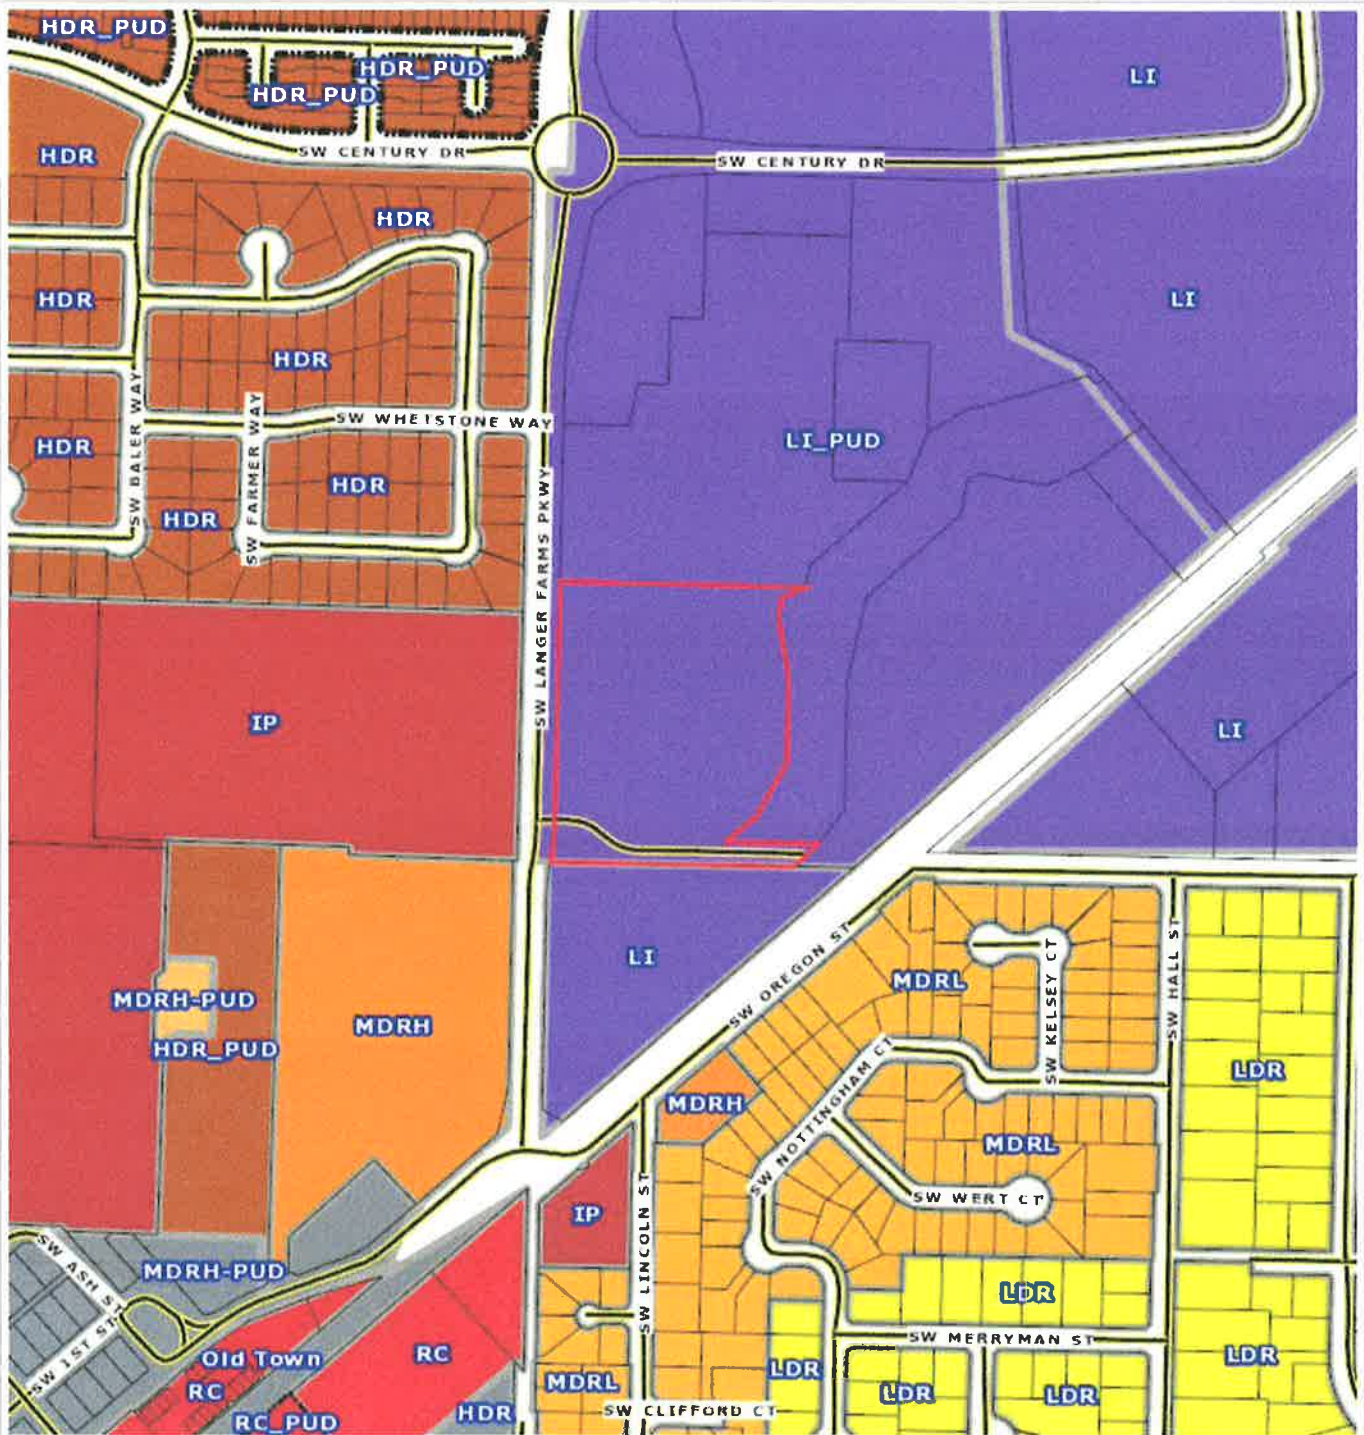 HDR_PUD
HDR_PUD
HDR_PUD
LI
SW CENTURY DR
SW CENTURY DR
HDR
HDR
HDR
LI
HDR
SW WHETSTONE WAY
SW BALER WAY
SW FARMER WAY
HDR
LI_PUD
HDR
HDR
SW LANGER FARMS PKWY
IP
LI
LI
SW OREGON ST
MDRL
SW KELSEY CT
SW HALL ST
MDRH-PUD
MDRH
HDR_PUD
MDRH
SW NOTTINGHAM CT
LDR
MDRL
SW WERT CT
IP
SW LINCOLN ST
SW ASH ST
MDRH-PUD
LDR
SW 1ST ST
SW MERRYMAN ST
Old Town
RC
RC
LDR
LDR
MDRL
LDR
LDR
RC_PUD
HDR
SW CLIFFORD CT